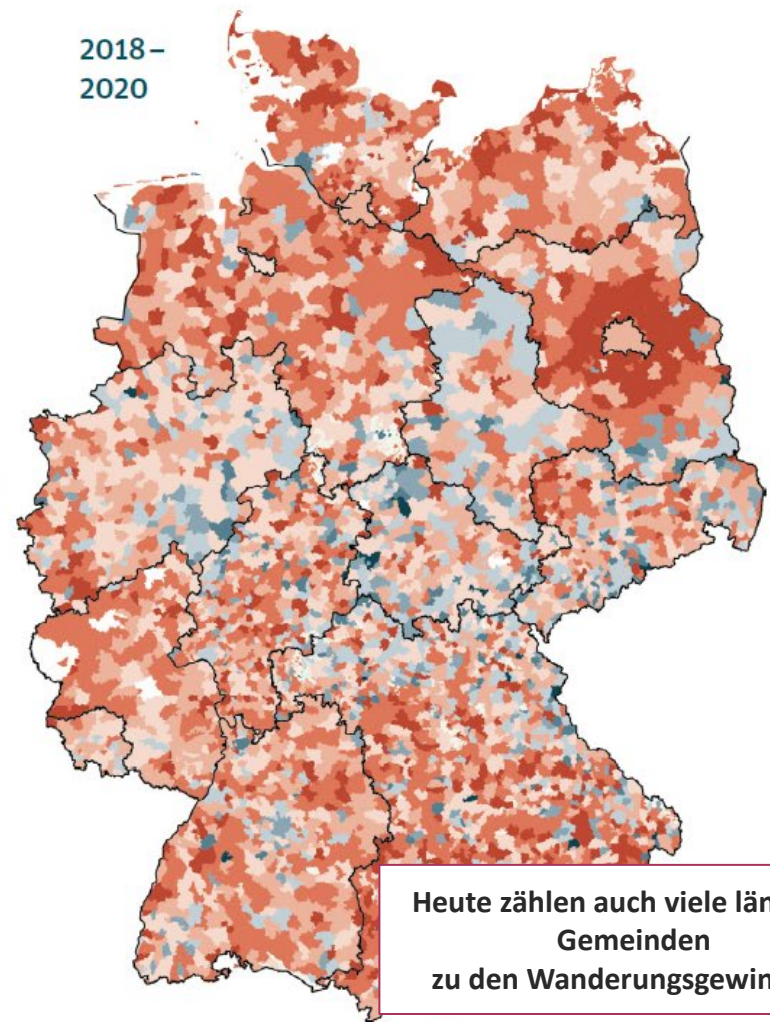 2018–
2020
Heute zählen auch viele län
Gemeinden
zu den Wanderungsgewin